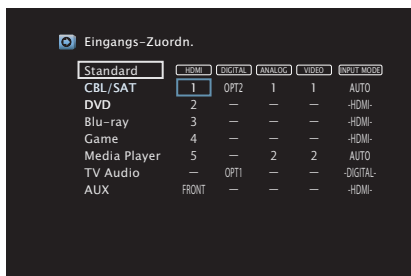 Eingangs-Zuordn.
Standard HDMI DIGITAL ANALOG VIDEO INPUT MODE
CBL/SAT 1 OPT2 1 1 AUTO
DVD 2 — — — -HDMI-
Blu-ray 3 — — — -HDMI-
Game 4 — — — -HDMI-
Media Player 5 — 2 2 AUTO
TV Audio — OPT1 — — -DIGITAL-
AUX FRONT — — — -HDMI-